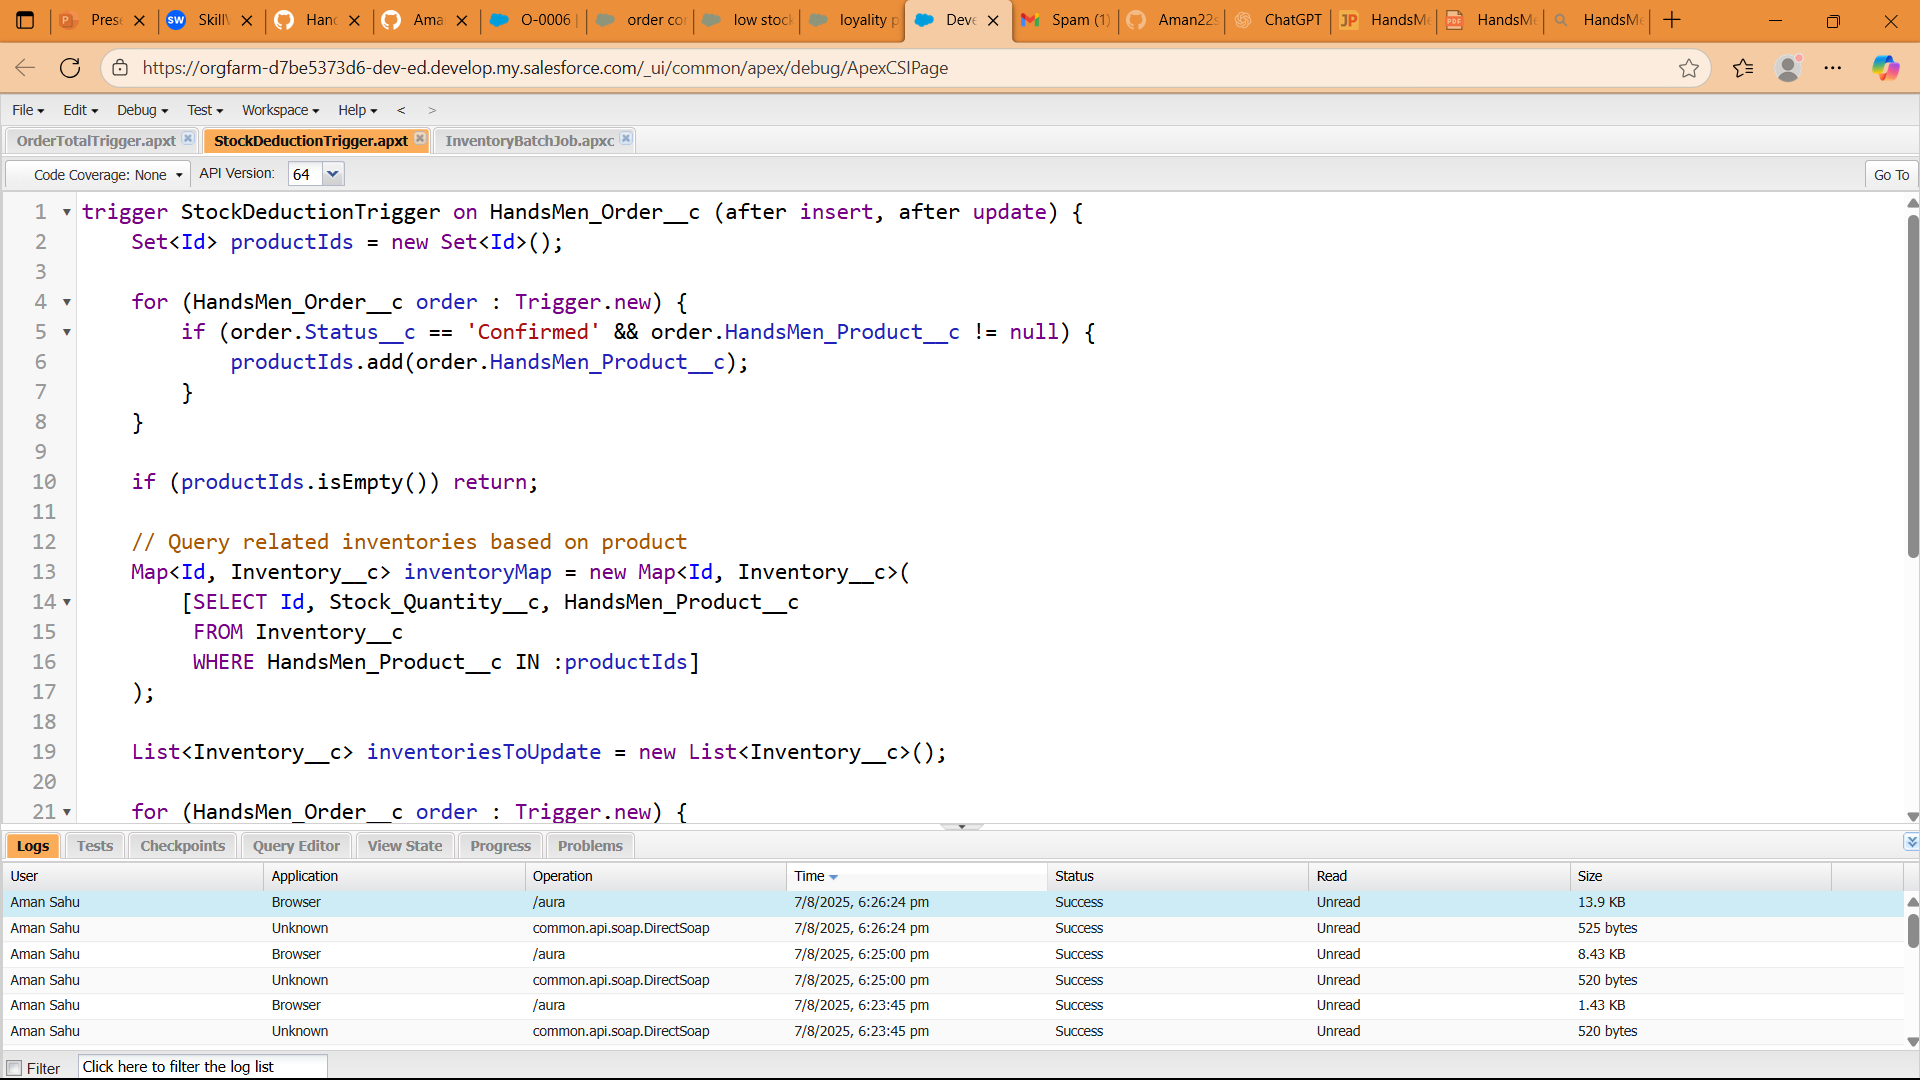 Prese
Skill
Hand
Ama
O-0006
order co
low stock
loyality p
Deve
Spam (1)
Aman22s
ChatGPT
JP HandsMe
PDF HandsMe
HandsMe
https://orgfarm-d7be5373d6-dev-ed.develop.my.salesforce.com/_ui/common/apex/debug/ApexCSIPage
File Edit Debug Test Workspace Help < >
OrderTotalTrigger.apxt StockDeductionTrigger.apxt InventoryBatchJob.apxc
Code Coverage: None API Version: 64 Go To
1 trigger StockDeductionTrigger on HandsMen_Order__c (after insert, after update) {
2 Set<Id> productIds = new Set<Id>();
3
4 for (HandsMen_Order__c order : Trigger.new) {
5 if (order.Status__c == 'Confirmed' && order.HandsMen_Product__c != null) {
6 productIds.add(order.HandsMen_Product__c);
7 }
8 }
9
10 if (productIds.isEmpty()) return;
11
12 // Query related inventories based on product
13 Map<Id, Inventory__c> inventoryMap = new Map<Id, Inventory__c>(
14 [SELECT Id, Stock_Quantity__c, HandsMen_Product__c
15 FROM Inventory__c
16 WHERE HandsMen_Product__c IN :productIds]
17 );
18
19 List<Inventory__c> inventoriesToUpdate = new List<Inventory__c>();
20
21 for (HandsMen_Order__c order : Trigger.new) {
Logs Tests Checkpoints Query Editor View State Progress Problems
User Application Operation Time Status Read Size
Aman Sahu Browser /aura 7/8/2025, 6:26:24 pm Success Unread 13.9 KB
Aman Sahu Unknown common.api.soap.DirectSoap 7/8/2025, 6:26:24 pm Success Unread 525 bytes
Aman Sahu Browser /aura 7/8/2025, 6:25:00 pm Success Unread 8.43 KB
Aman Sahu Unknown common.api.soap.DirectSoap 7/8/2025, 6:25:00 pm Success Unread 520 bytes
Aman Sahu Browser /aura 7/8/2025, 6:23:45 pm Success Unread 1.43 KB
Aman Sahu Unknown common.api.soap.DirectSoap 7/8/2025, 6:23:45 pm Success Unread 520 bytes
Filter Click here to filter the log list